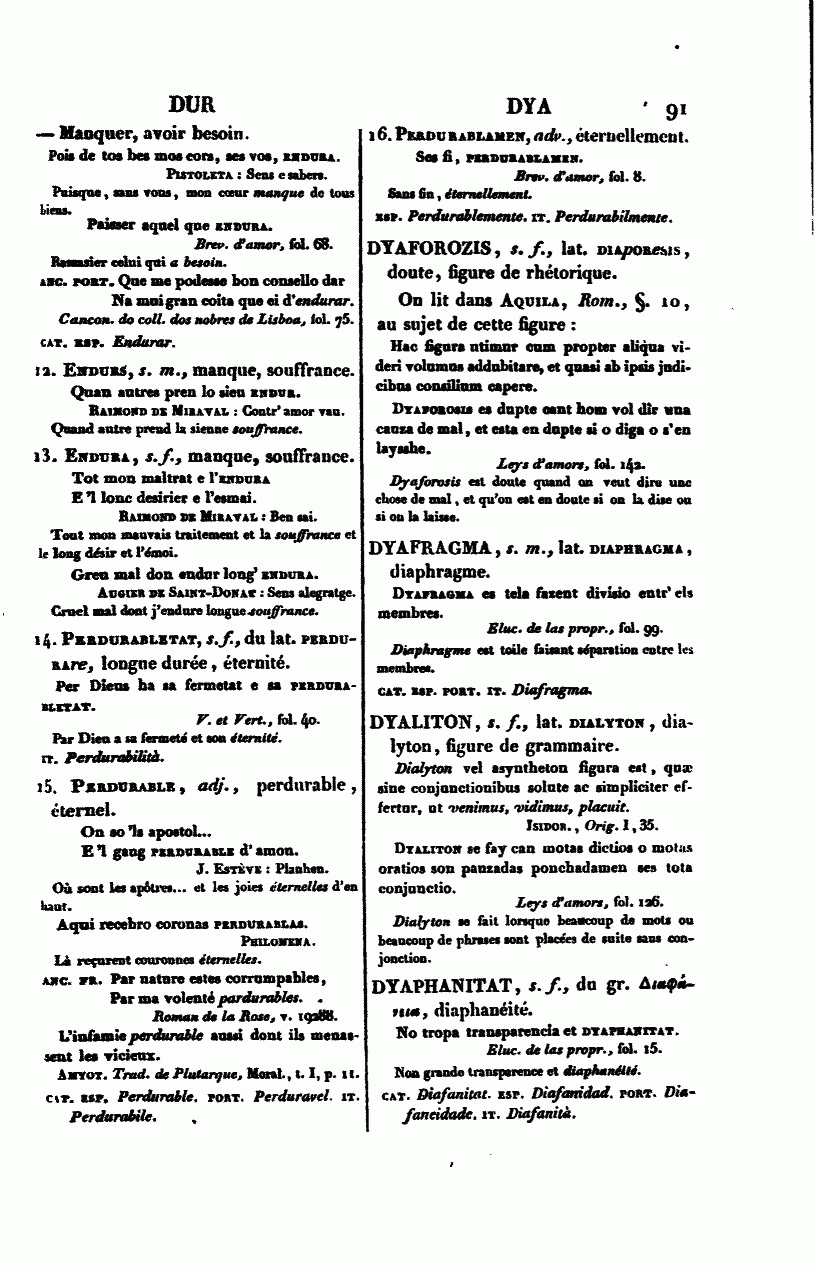 DUR
— Manquer, avoir besoin.
Pois de tos bes mos cors, ses vos, ENDURA.
PISTOLETA : Sens e sabers.
Puisque, sans vous, mon cœur manque de tous
biens.
Paisser aquel que ENDURA.
Brev. d'amor, fol. 68.
Rassasier celui qui a besoin.
ANC. PORT. Que me podesse bon consello dar
Na moi gran coita que ei d'endurar.
Cancon. do coll. dos nobres de Lisboa, fol. 75.
CAT. ESP. Endurar.
12. ENDURS, s. m., manque, souffrance.
Quan autres pren lo sieu ENDUR.
RAIMOND DE MIRAVAL : Contr' amor vau.
Quand autre prend la sienne souffrance.
13. ENDURA, s. f., manque, souffrance.
Tot mon maltrat e l'ENDURA
E 'l lonc desirier e l'esmai.
RAIMOND DE MIRAVAL : Ben sai.
Tout mon mauvais traitement et la souffrance et
le long désir et l'émoi.
Greu mal don endur long' ENDURA.
AUGIER DE SAINT-DONAT : Sens alegratge.
Cruel mal dont j'endure longue souffrance.
14. PERDURABLETAT, s. f., du lat. PERDU-
RARe, longue durée, éternité.
Per Dieus ha sa fermetat e sa PERDURA-
BLETAT.
V. et Vert., fol. 40.
Par Dieu a sa fermeté et son éternité.
IT. Perdurabilità.
15. PERDURABLE, adj., perdurable,
éternel.
On so 'ls apostol...
E 'l gaug PERDURABLE d'amon.
J. ESTÈVE : Planhen.
Où sont les apôtres... et les joies éternelles d'en
haut.
Aqui recebro coronas PERDURABLAS.
PHILOMENA.
Là reçurent couronnes éternelles.
ANC. FR. Par nature estes corrumpables,
Par ma volenté pardurables.
Roman de la Rose, v. 19288.
L'infamie perdurable aussi dont ils menas-
sent les vicieux.
AMYOT. Trad. de Plutarque, Moral., t. I, p. 11.
CAT. ESP. Perdurable. PORT. Perduravel. IT.
Perdurabile.
DYA 91
16. PERDURABLAMEN, adv., éternellement.
Ses fi, PERDURABLAMEN.
Brev. d'amor, fol. 8.
Sans fin, éternellement.
ESP. Perdurablemente. IT. Perdurabilmente.
DYAFOROZIS, s. f., lat. DIAPORESIS,
doute, figure de rhétorique.
On lit dans AQUILA, Rom., §. 10,
au sujet de cette figure :
Hac figura utimur cum propter aliqua vi-
deri volumus addubitare, et quasi ab ipsis judi-
cibus consilium capere.
DYAFOROSIS es dupte cant hom vol dir una
cauza de mal, et esta en dupte si o diga o s'en
laysshe.
Leys d'amors, fol. 142.
Dyaforosis est doute quand on veut dire une
chose de mal, et qu'on est en doute si on la dise ou
si on la laisse.
DYAFRAGMA, s. m., lat. DIAPHRAGMA,
diaphragme.
DYAFRAGMA es tela fazent divisio entr' els
membres.
Eluc. de las propr., fol. 99.
Diaphragme est toile faisant séparation entre les
membres.
CAT. ESP. PORT. IT. Diafragma.
DYALITON, s. f., lat. DIALYTON, dia-
lyton, figure de grammaire.
Dialyton vel asyntheton figura est, quæ
sine conjunctionibus solute ac simpliciter ef-
fertur, ut venimus, vidimus, placuit.
ISIDOR., Orig. I, 35.
DYALITON se fay can motas dictios o motas
oratios son pauzadas ponchadamen ses tota
conjunctio.
Leys d'amors, fol. 126.
Dialyton se fait lorsque beaucoup de mots ou
beaucoup de phrases sont placées de suite sans con-
jonction.
DYAPHANITAT, s. f., du gr. Διαφά-
νεια, diaphanéité.
No tropa transparencia et DYAPHANITAT.
Eluc. de las propr., fol. 15.
Non grande transparence et diaphanéité.
CAT. Diafanitat. ESP. Diafanidad. PORT. Dia-
faneidade. IT. Diafanità.